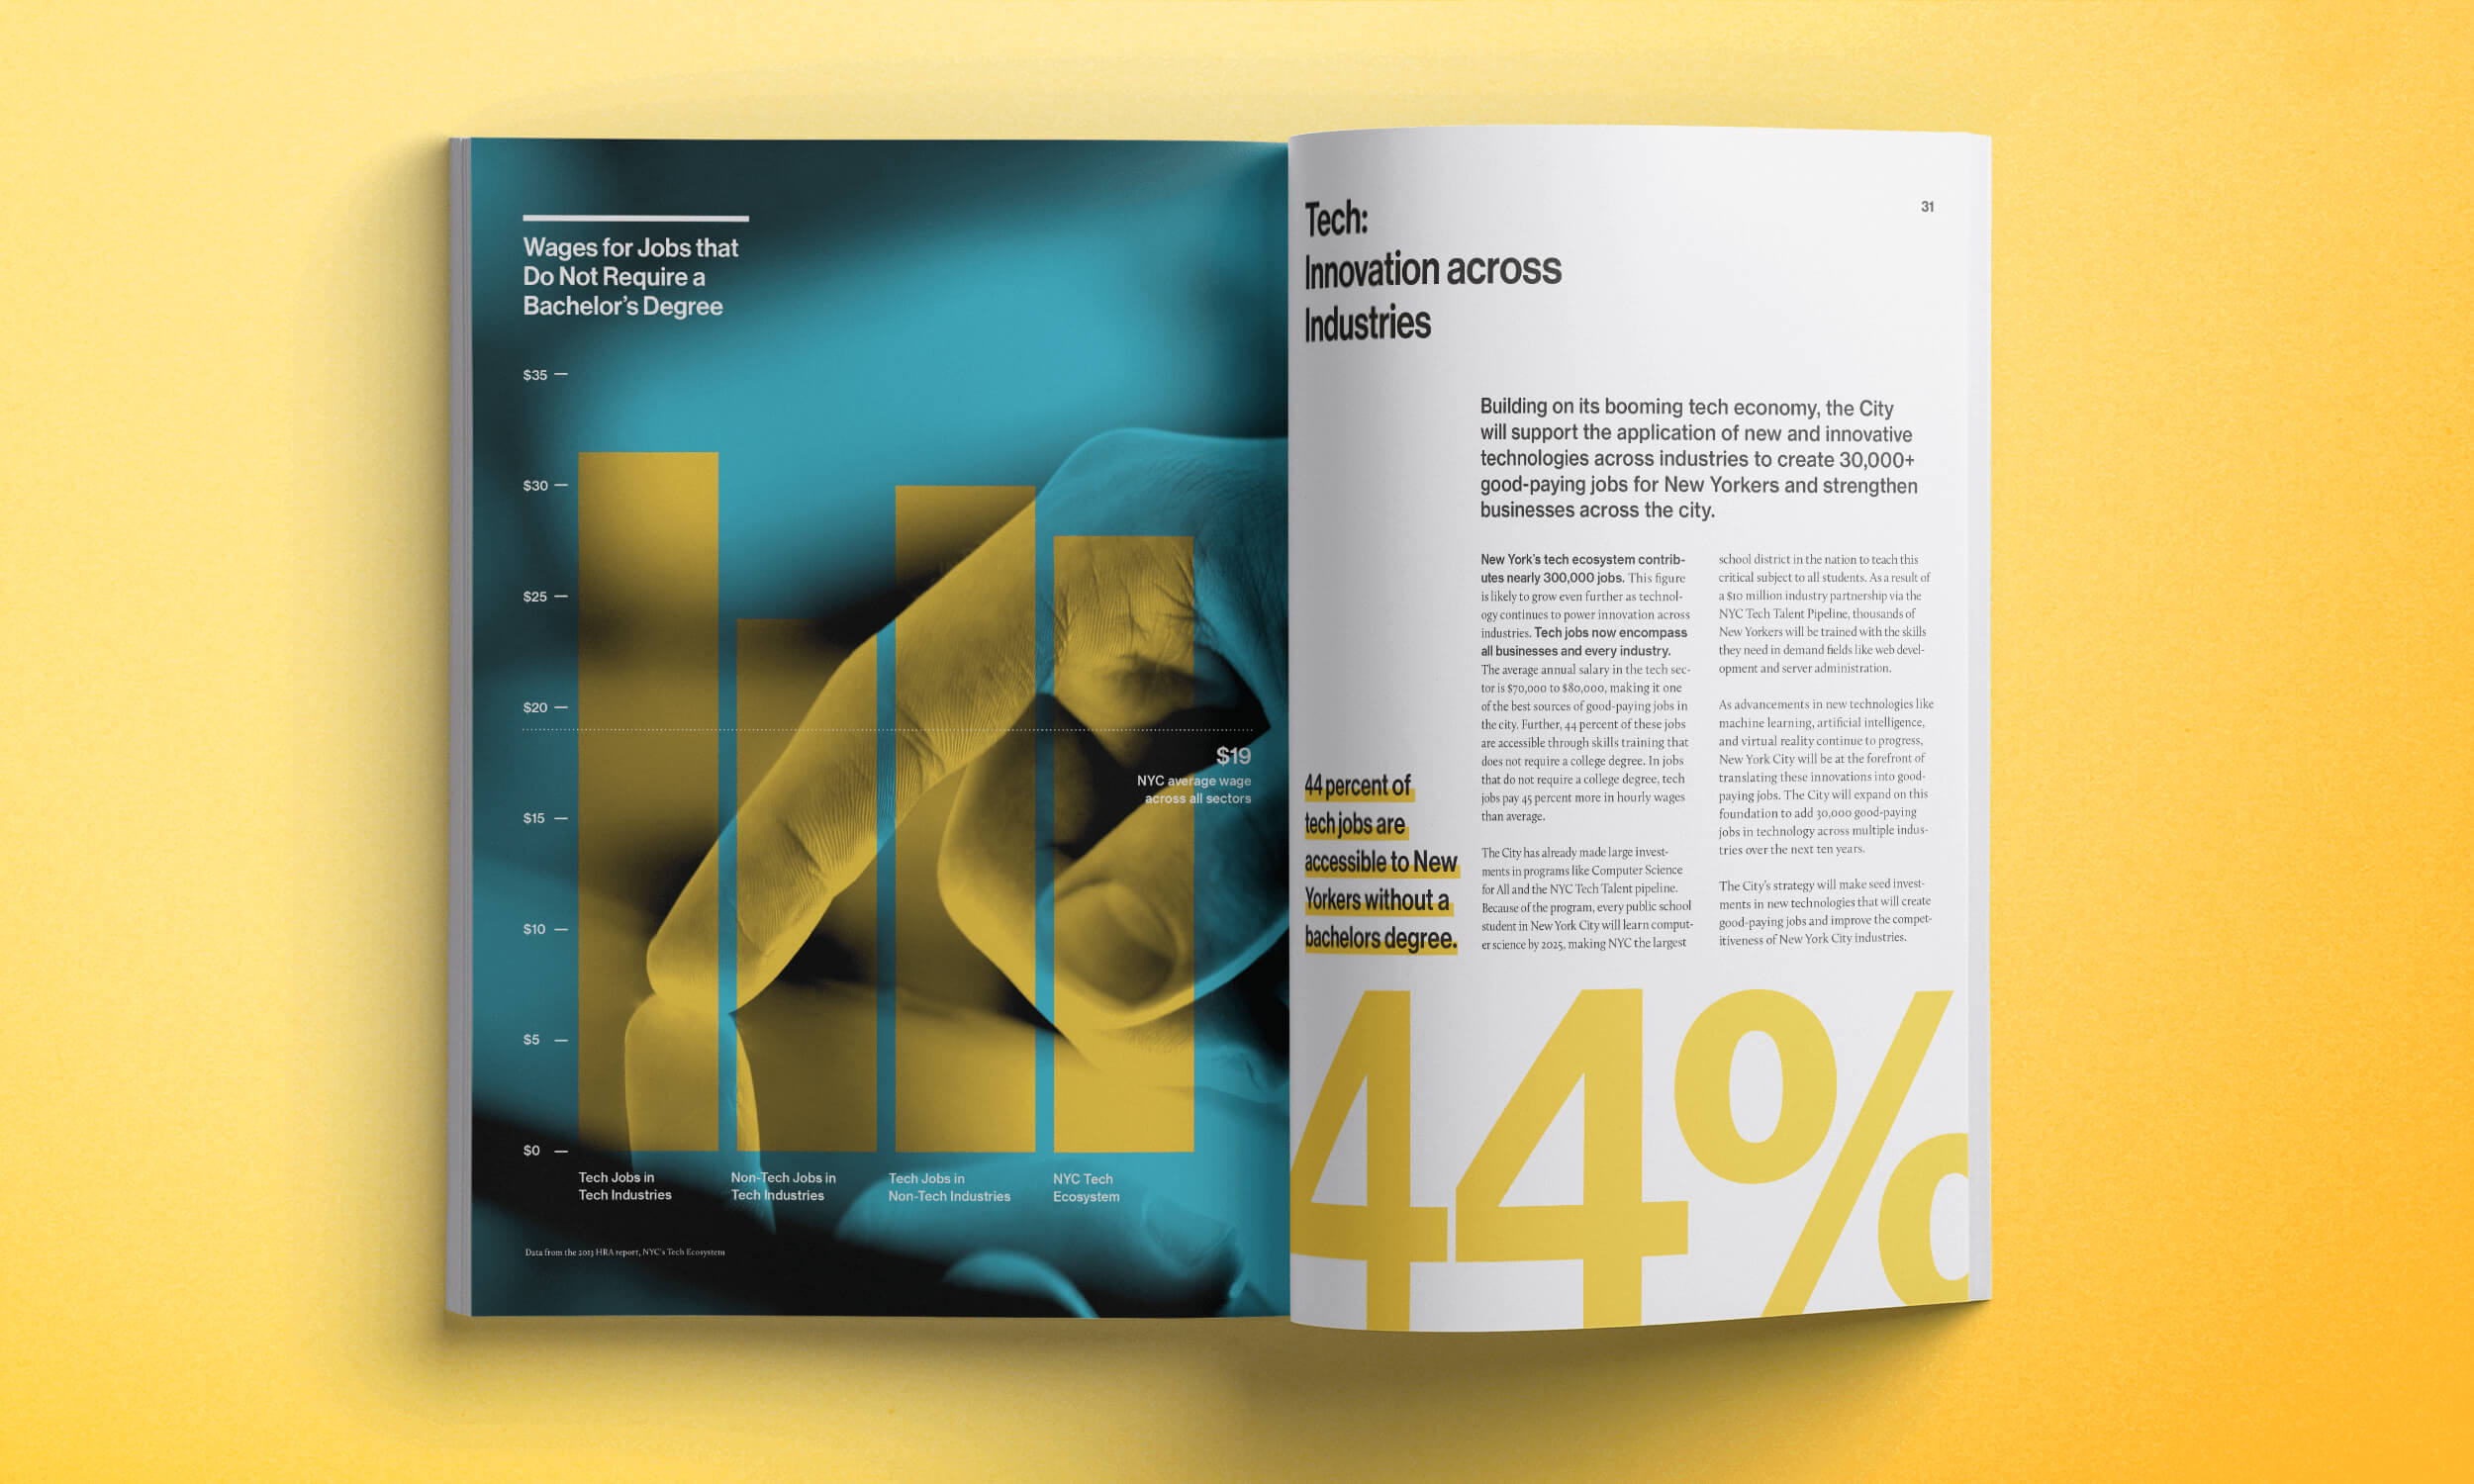 Wages for Jobs that
Do Not Require a
Bachelor's Degree
$35
$30
$25
$20
$19
NYC average wage
across all sectors
$15
$10
$5
$0
Tech Jobs in
Tech Industries
Non-Tech Jobs in
Tech Industries
Tech Jobs in
Non-Tech Industries
NYC Tech
Ecosystem
Data from the 2013 HRA report, NYC's Tech Ecosystem
31
Tech:
Innovation across
Industries
Building on its booming tech economy, the City
will support the application of new and innovative
technologies across industries to create 30,000+
good-paying jobs for New Yorkers and strengthen
businesses across the city.
44 percent of
tech jobs are
accessible to New
Yorkers without a
bachelors degree.
New York's tech ecosystem contrib-
utes nearly 300,000 jobs. This figure
is likely to grow even further as technol-
ogy continues to power innovation across
industries. Tech jobs now encompass
all businesses and every industry.
The average annual salary in the tech sec-
tor is $70,000 to $80,000, making it one
of the best sources of good-paying jobs in
the city. Further, 44 percent of these jobs
are accessible through skills training that
does not require a college degree. In jobs
that do not require a college degree, tech
jobs pay 45 percent more in hourly wages
than average.
The City has already made large invest-
ments in programs like Computer Science
for All and the NYC Tech Talent pipeline.
Because of the program, every public school
student in New York City will learn comput-
er science by 2025, making NYC the largest
school district in the nation to teach this
critical subject to all students. As a result of
a $10 million industry partnership via the
NYC Tech Talent Pipeline, thousands of
New Yorkers will be trained with the skills
they need in demand fields like web devel-
opment and server administration.
As advancements in new technologies like
machine learning, artificial intelligence,
and virtual reality continue to progress,
New York City will be at the forefront of
translating these innovations into good-
paying jobs. The City will expand on this
foundation to add 30,000 good-paying
jobs in technology across multiple indus-
tries over the next ten years.
The City's strategy will make seed invest-
ments in new technologies that will create
good-paying jobs and improve the compet-
itiveness of New York City industries.
44%